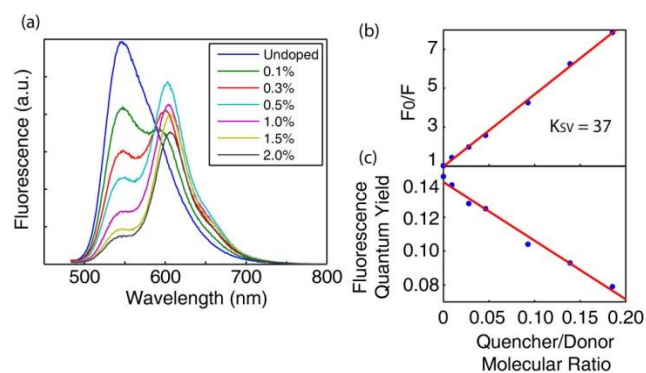 (a)
Fluorescence (a.u.)
Undoped
0.1%
0.3%
0.5%
1.0%
1.5%
2.0%
500
600
700
800
Wavelength (nm)
(b)
F0/F
7
5
3
1
KSV = 37
(c)
Fluorescence
Quantum Yield
0.14
0.12
0.10
0.08
0
0.05
0.10
0.15
0.20
Quencher/Donor
Molecular Ratio